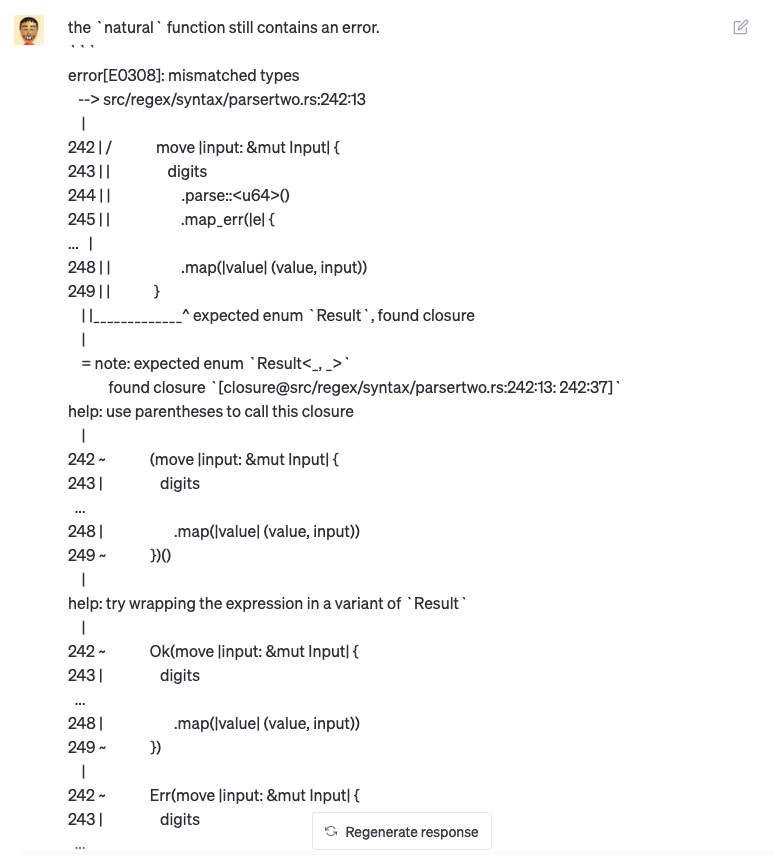 the `natural` function still contains an error.
```
error[E0308]: mismatched types
--> src/regex/syntax/parsertwo.rs:242:13
|
242 | / move |input: &mut Input| {
243 | | digits
244 | | .parse::<u64>()
245 | | .map_err(|e| {
... |
248 | | .map(|value| (value, input))
249 | | }
| |_____________^ expected enum `Result`, found closure
|
= note: expected enum `Result<_, _>`
found closure `[closure@src/regex/syntax/parsertwo.rs:242:13: 242:37]`
help: use parentheses to call this closure
|
242 ~ (move |input: &mut Input| {
243 | digits
...
248 | .map(|value| (value, input))
249 ~ })()
|
help: try wrapping the expression in a variant of `Result`
|
242 ~ Ok(move |input: &mut Input| {
243 | digits
...
248 | .map(|value| (value, input))
249 ~ })
|
242 ~ Err(move |input: &mut Input| {
243 | digits
Regenerate response
...